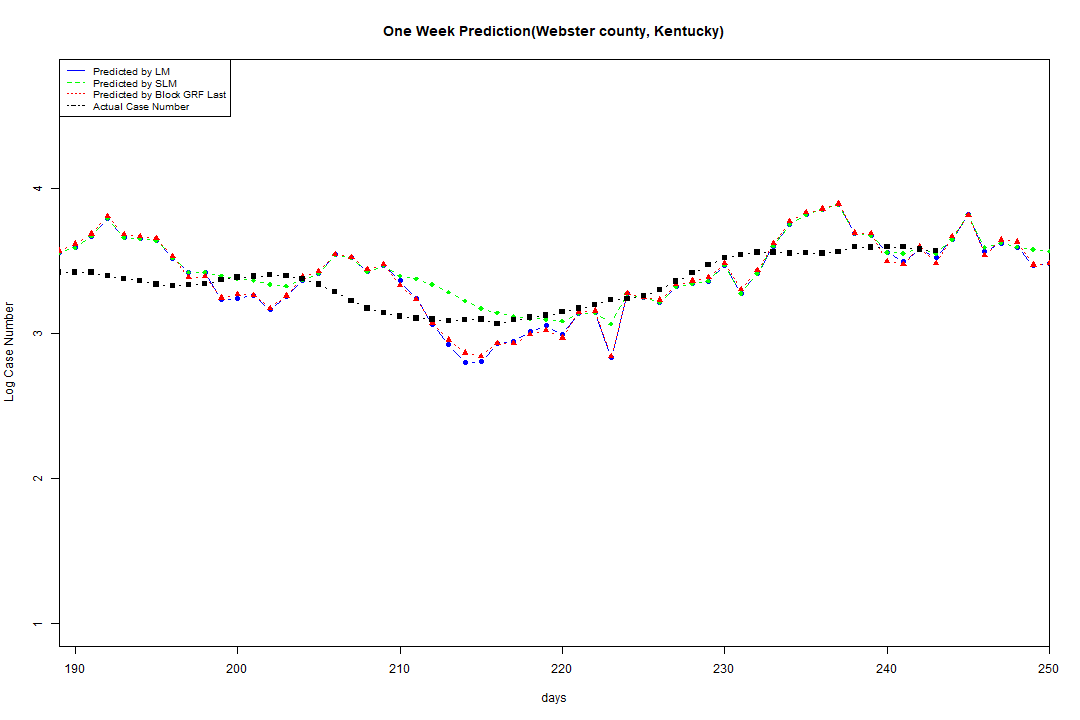 One Week Prediction(Webster county, Kentucky)
Predicted by LM
Predicted by SLM
Predicted by Block GRF Last
Actual Case Number
Log Case Number
4
3
2
1
190 200 210 220 230 240 250
days